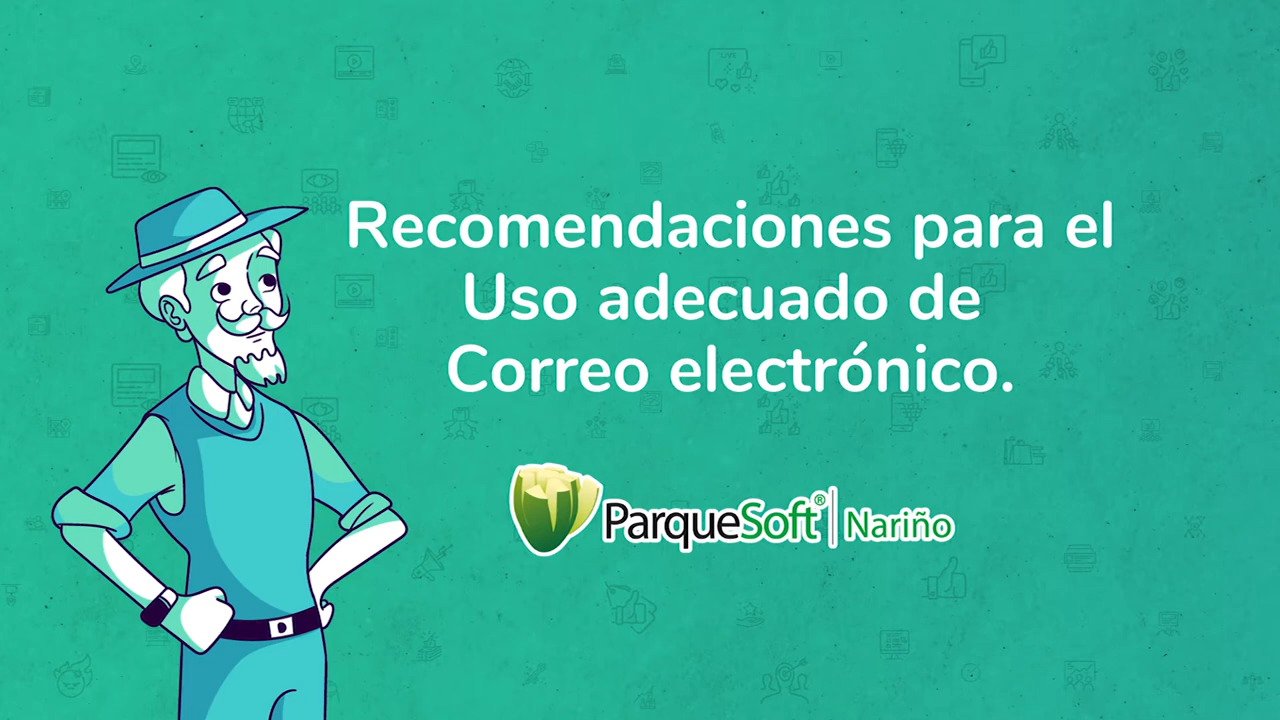 Recomendaciones para el
Uso adecuado de
Correo electrónico.
ParqueSoft® | Nariño